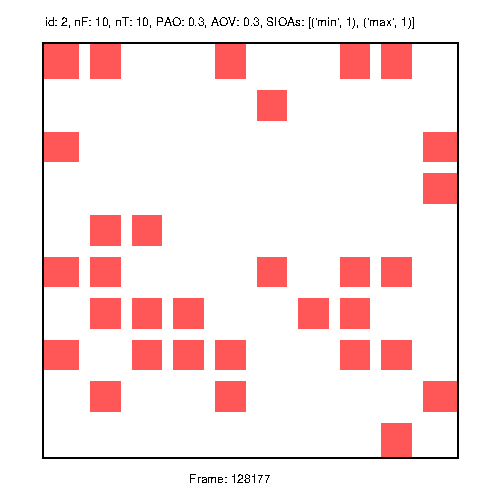 id: 2, nF: 10, nT: 10, PAO: 0.3, AOV: 0.3, SIOAs: [('min', 1), ('max', 1)]
Frame: 128177